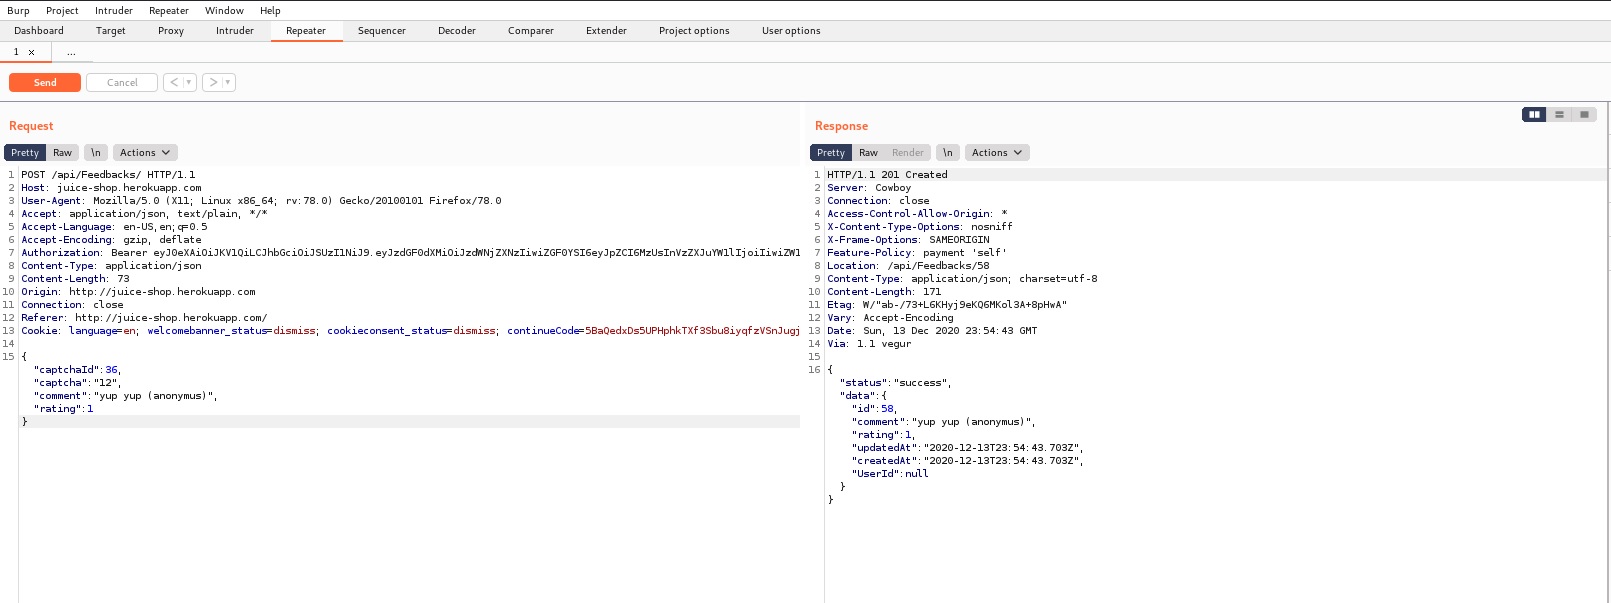 Burp Project Intruder Repeater Window Help
Dashboard Target Proxy Intruder Repeater Sequencer Decoder Comparer Extender Project options User options
1 × ...
Send Cancel < ▾ > ▾
Request
Pretty Raw \n Actions
1 POST /api/Feedbacks/ HTTP/1.1
2 Host: juice-shop.herokuapp.com
3 User-Agent: Mozilla/5.0 (X11; Linux x86_64; rv:78.0) Gecko/20100101 Firefox/78.0
4 Accept: application/json, text/plain, */*
5 Accept-Language: en-US,en;q=0.5
6 Accept-Encoding: gzip, deflate
7 Authorization: Bearer
8 Content-Type: application/json
9 Content-Length: 73
10 Origin: http://juice-shop.herokuapp.com
11 Connection: close
12 Referer: http://juice-shop.herokuapp.com/
13 Cookie: language=en; welcomebanner_status=dismiss; cookieconsent_status=dismiss; continueCode=5BaQedxDs5UPHphkTXf3Sbu8iyqfzVSnJugj
14
15 {
"captchaId":36,
"captcha":"12",
"comment":"yup yup (anonymus)",
"rating":1
}
Response
Pretty Raw Render \n Actions
1 HTTP/1.1 201 Created
2 Server: Cowboy
3 Connection: close
4 Access-Control-Allow-Origin: *
5 X-Content-Type-Options: nosniff
6 X-Frame-Options: SAMEORIGIN
7 Feature-Policy: payment 'self'
8 Location: /api/Feedbacks/58
9 Content-Type: application/json; charset=utf-8
10 Content-Length: 171
11 Etag: W/"ab-/73+L6KHyj9eKQ6MKol3A+8pHwA"
12 Vary: Accept-Encoding
13 Date: Sun, 13 Dec 2020 23:54:43 GMT
14 Via: 1.1 vegur
15
16 {
"status":"success",
"data":{
"id":58,
"comment":"yup yup (anonymus)",
"rating":1,
"updatedAt":"2020-12-13T23:54:43.703Z",
"createdAt":"2020-12-13T23:54:43.703Z",
"UserId":null
}
}